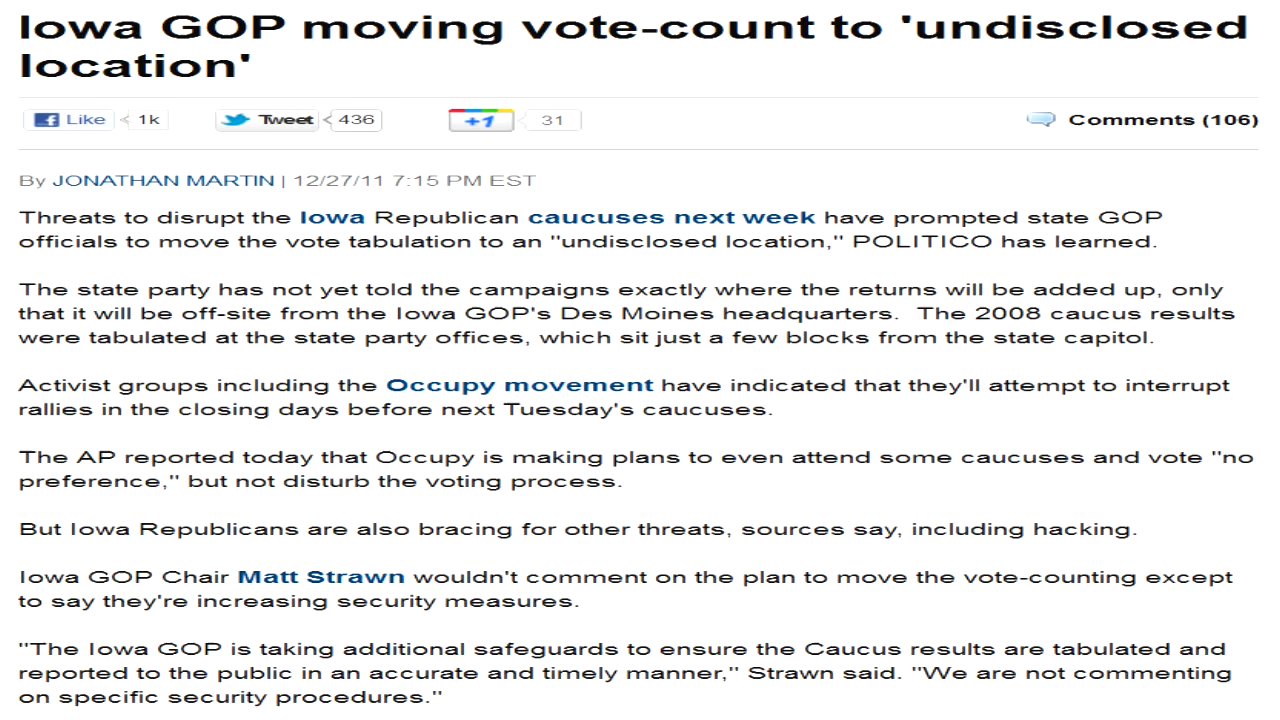 Iowa GOP moving vote-count to 'undisclosed
location'
Like 1k Tweet 436 +1 31 Comments (106)
By JONATHAN MARTIN | 12/27/11 7:15 PM EST
Threats to disrupt the Iowa Republican caucuses next week have prompted state GOP
officials to move the vote tabulation to an "undisclosed location," POLITICO has learned.
The state party has not yet told the campaigns exactly where the returns will be added up, only
that it will be off-site from the Iowa GOP's Des Moines headquarters.  The 2008 caucus results
were tabulated at the state party offices, which sit just a few blocks from the state capitol.
Activist groups including the Occupy movement have indicated that they'll attempt to interrupt
rallies in the closing days before next Tuesday's caucuses.
The AP reported today that Occupy is making plans to even attend some caucuses and vote "no
preference," but not disturb the voting process.
But Iowa Republicans are also bracing for other threats, sources say, including hacking.
Iowa GOP Chair Matt Strawn wouldn't comment on the plan to move the vote-counting except
to say they're increasing security measures.
"The Iowa GOP is taking additional safeguards to ensure the Caucus results are tabulated and
reported to the public in an accurate and timely manner," Strawn said. "We are not commenting
on specific security procedures."